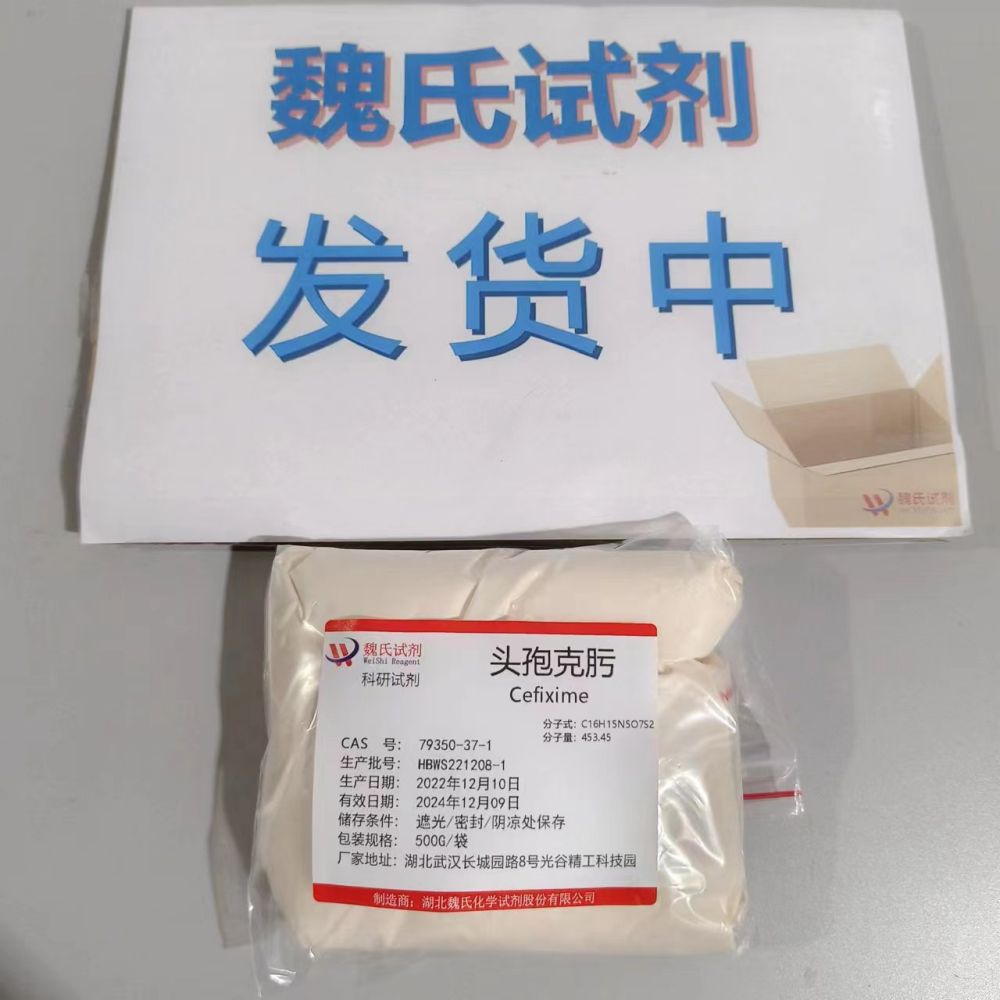 魏氏试剂
发货中
魏氏试剂
魏氏试剂
WeiShi Reagent
科研试剂
头孢克肟
Cefixime
分子式：C16H15N5O7S2
分子量：453.45
CAS 号：79350-37-1
生产批号：HBWS221208-1
生产日期：2022年12月10日
有效日期：2024年12月09日
储存条件：遮光/密封/阴凉处保存
包装规格：500G/袋
厂家地址：湖北武汉长城园路8号光谷精工科技园
制造商：湖北魏氏化学试剂股份有限公司